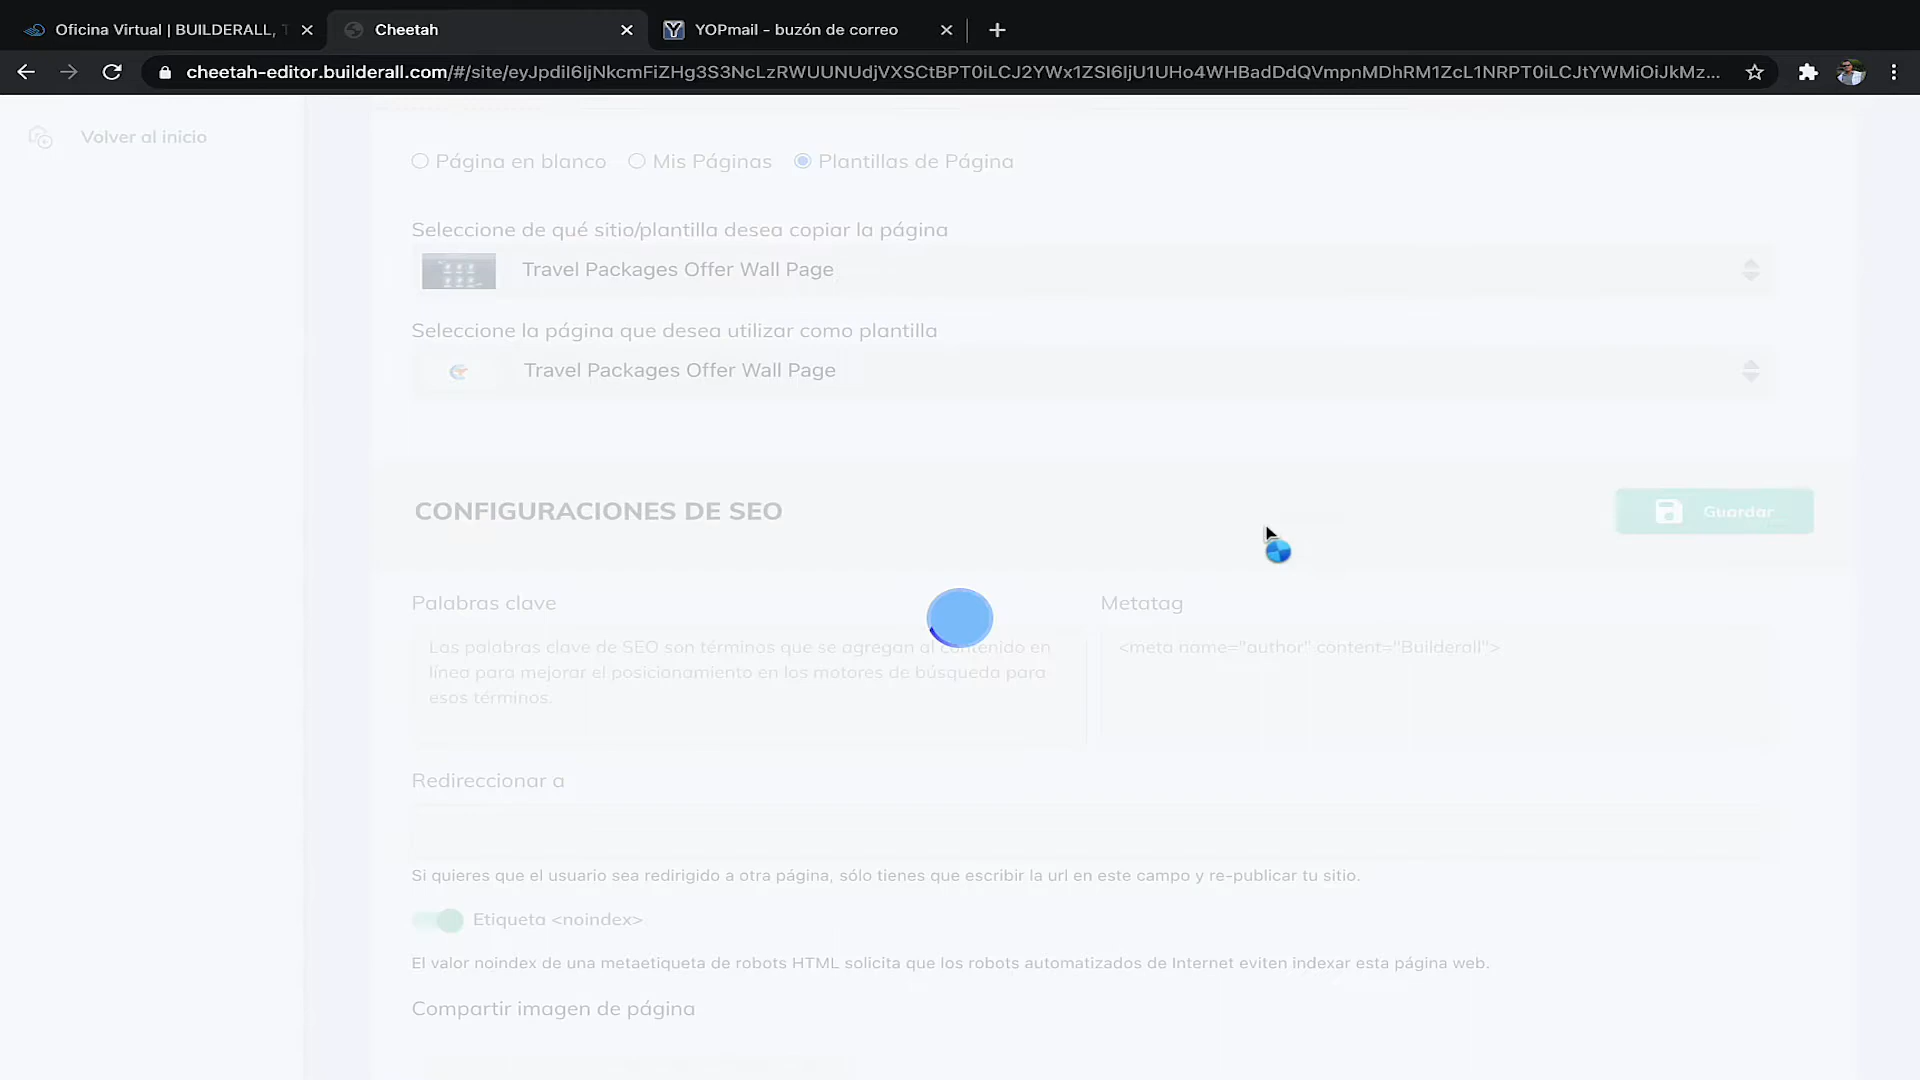 Oficina Virtual | BUILDERALL,
Cheetah
YOPmail - buzón de correo
cheetah-editor.builderall.com/#/site/eyJpdiI6IjNkcmFiZHg3S3NcLzRWUUNUdjVXSCtBPT0iLCJ2YWx1ZSI6IjU1UHo4WHBadDdQVmpnMDhRM1ZcL1NRPT0iLCJtYWMiOiJkMz...
Volver al inicio
Página en blanco
Mis Páginas
Plantillas de Página
Seleccione de qué sitio/plantilla desea copiar la página
Travel Packages Offer Wall Page
Seleccione la página que desea utilizar como plantilla
Travel Packages Offer Wall Page
CONFIGURACIONES DE SEO
Guardar
Palabras clave
Metatag
Las palabras clave de SEO son términos que se agregan al contenido en
línea para mejorar el posicionamiento en los motores de búsqueda para
esos términos.
<meta name="author" content="Builderall">
Redireccionar a
Si quieres que el usuario sea redirigido a otra página, sólo tienes que escribir la url en este campo y re-publicar tu sitio.
Etiqueta <noindex>
El valor noindex de una metaetiqueta de robots HTML solicita que los robots automatizados de Internet eviten indexar esta página web.
Compartir imagen de página